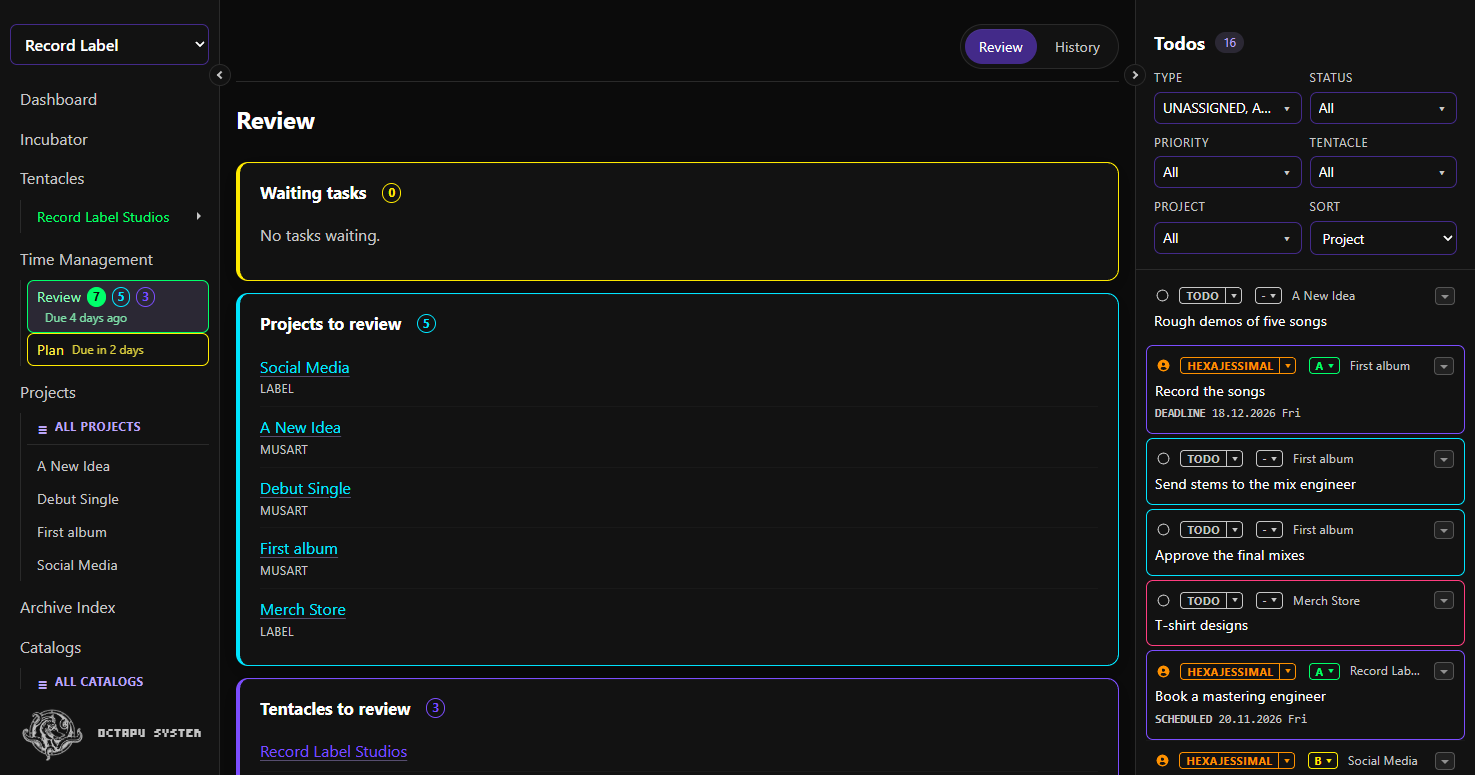 Record Label
Dashboard
Incubator
Tentacles
Record Label Studios
Time Management
Review 7 5 3
Due 4 days ago
Plan Due in 2 days
Projects
ALL PROJECTS
A New Idea
Debut Single
First album
Social Media
Archive Index
Catalogs
ALL CATALOGS
OCTAPU SYSTEM
Review History
Review
Waiting tasks 0
No tasks waiting.
Projects to review 5
Social Media
LABEL
A New Idea
MUSART
Debut Single
MUSART
First album
MUSART
Merch Store
LABEL
Tentacles to review 3
Record Label Studios
Todos 16
TYPE STATUS
UNASSIGNED, A... All
PRIORITY TENTACLE
All All
PROJECT SORT
All Project
TODO - A New Idea
Rough demos of five songs
HEXAJESSIMAL A First album
Record the songs
DEADLINE 18.12.2026 Fri
TODO - First album
Send stems to the mix engineer
TODO - First album
Approve the final mixes
TODO - Merch Store
T-shirt designs
HEXAJESSIMAL A Record Lab...
Book a mastering engineer
SCHEDULED 20.11.2026 Fri
HEXAJESSIMAL B Social Media